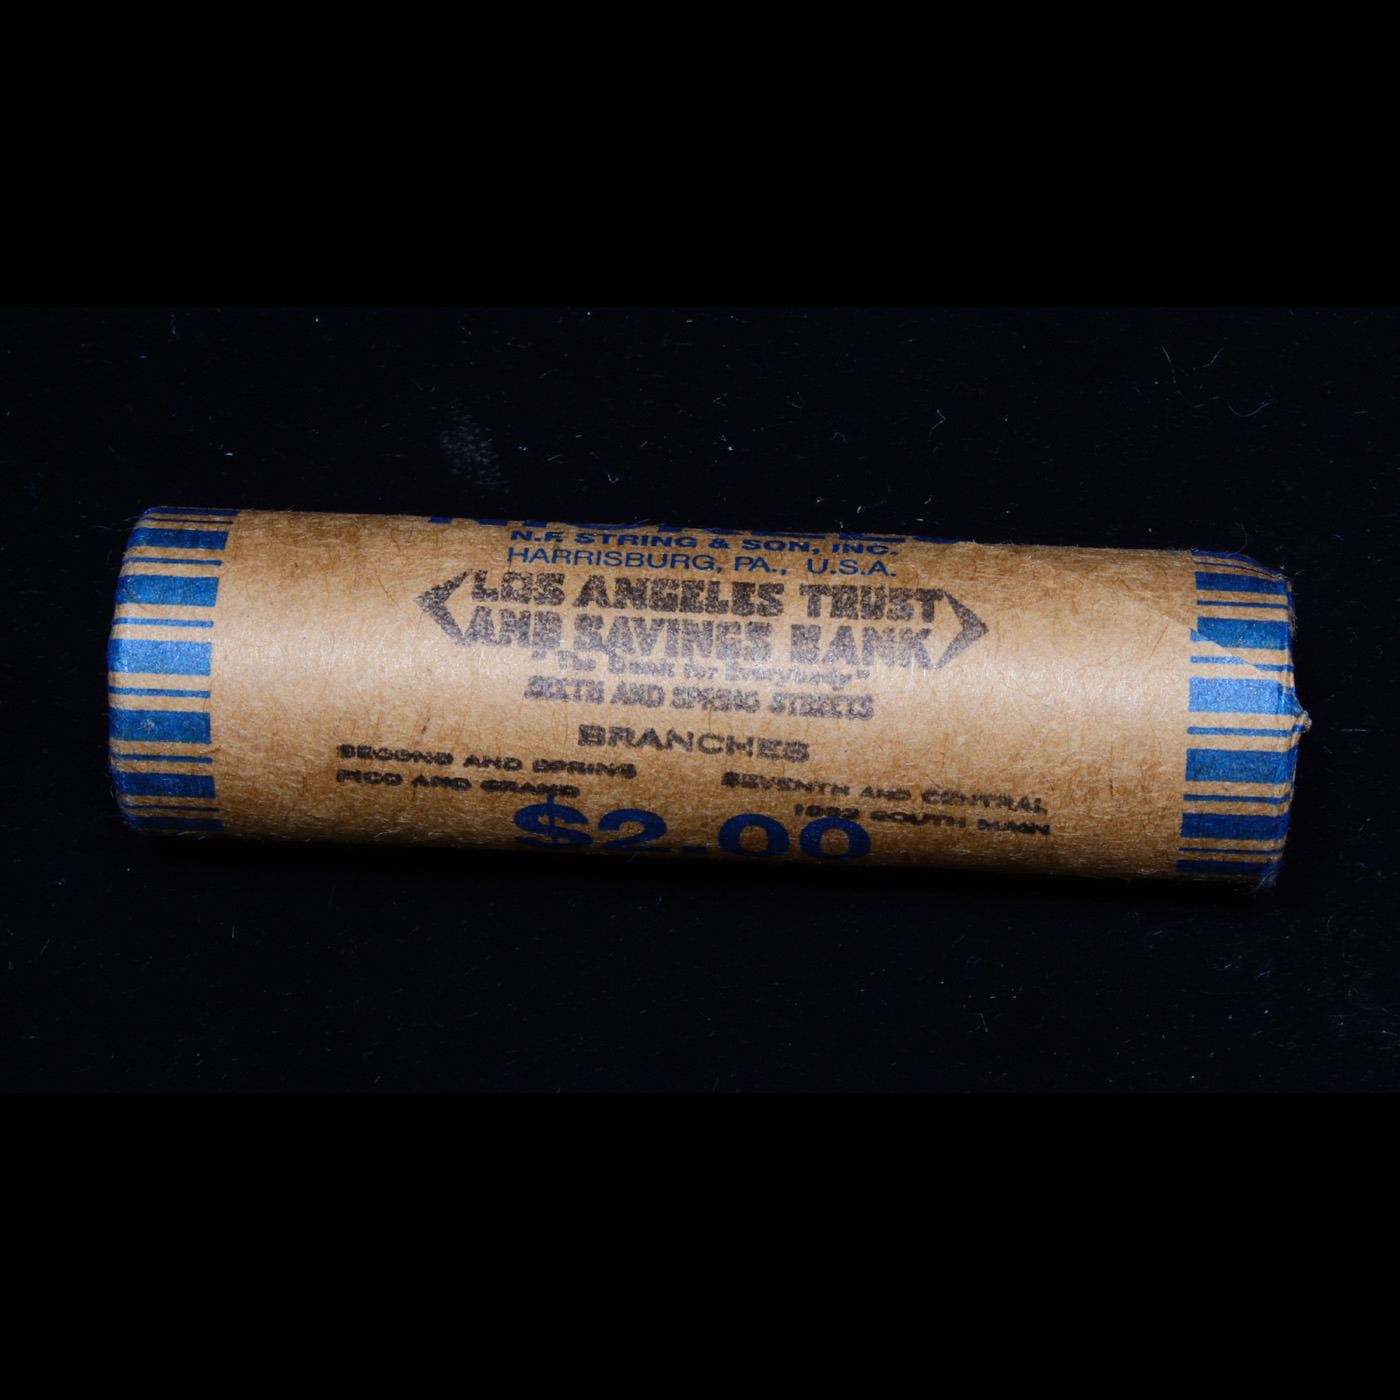 N.F. STRING & SON, INC.
HARRISBURG, PA., U.S.A.
LOS ANGELES TRUST
AND SAVINGS BANK
"The Bank for Everybody"
SIXTH AND SPRING STREETS
BRANCHES
SECOND AND SPRING
PICO AND GRAND
SEVENTH AND CENTRAL
SOUTH MAIN
$2.00